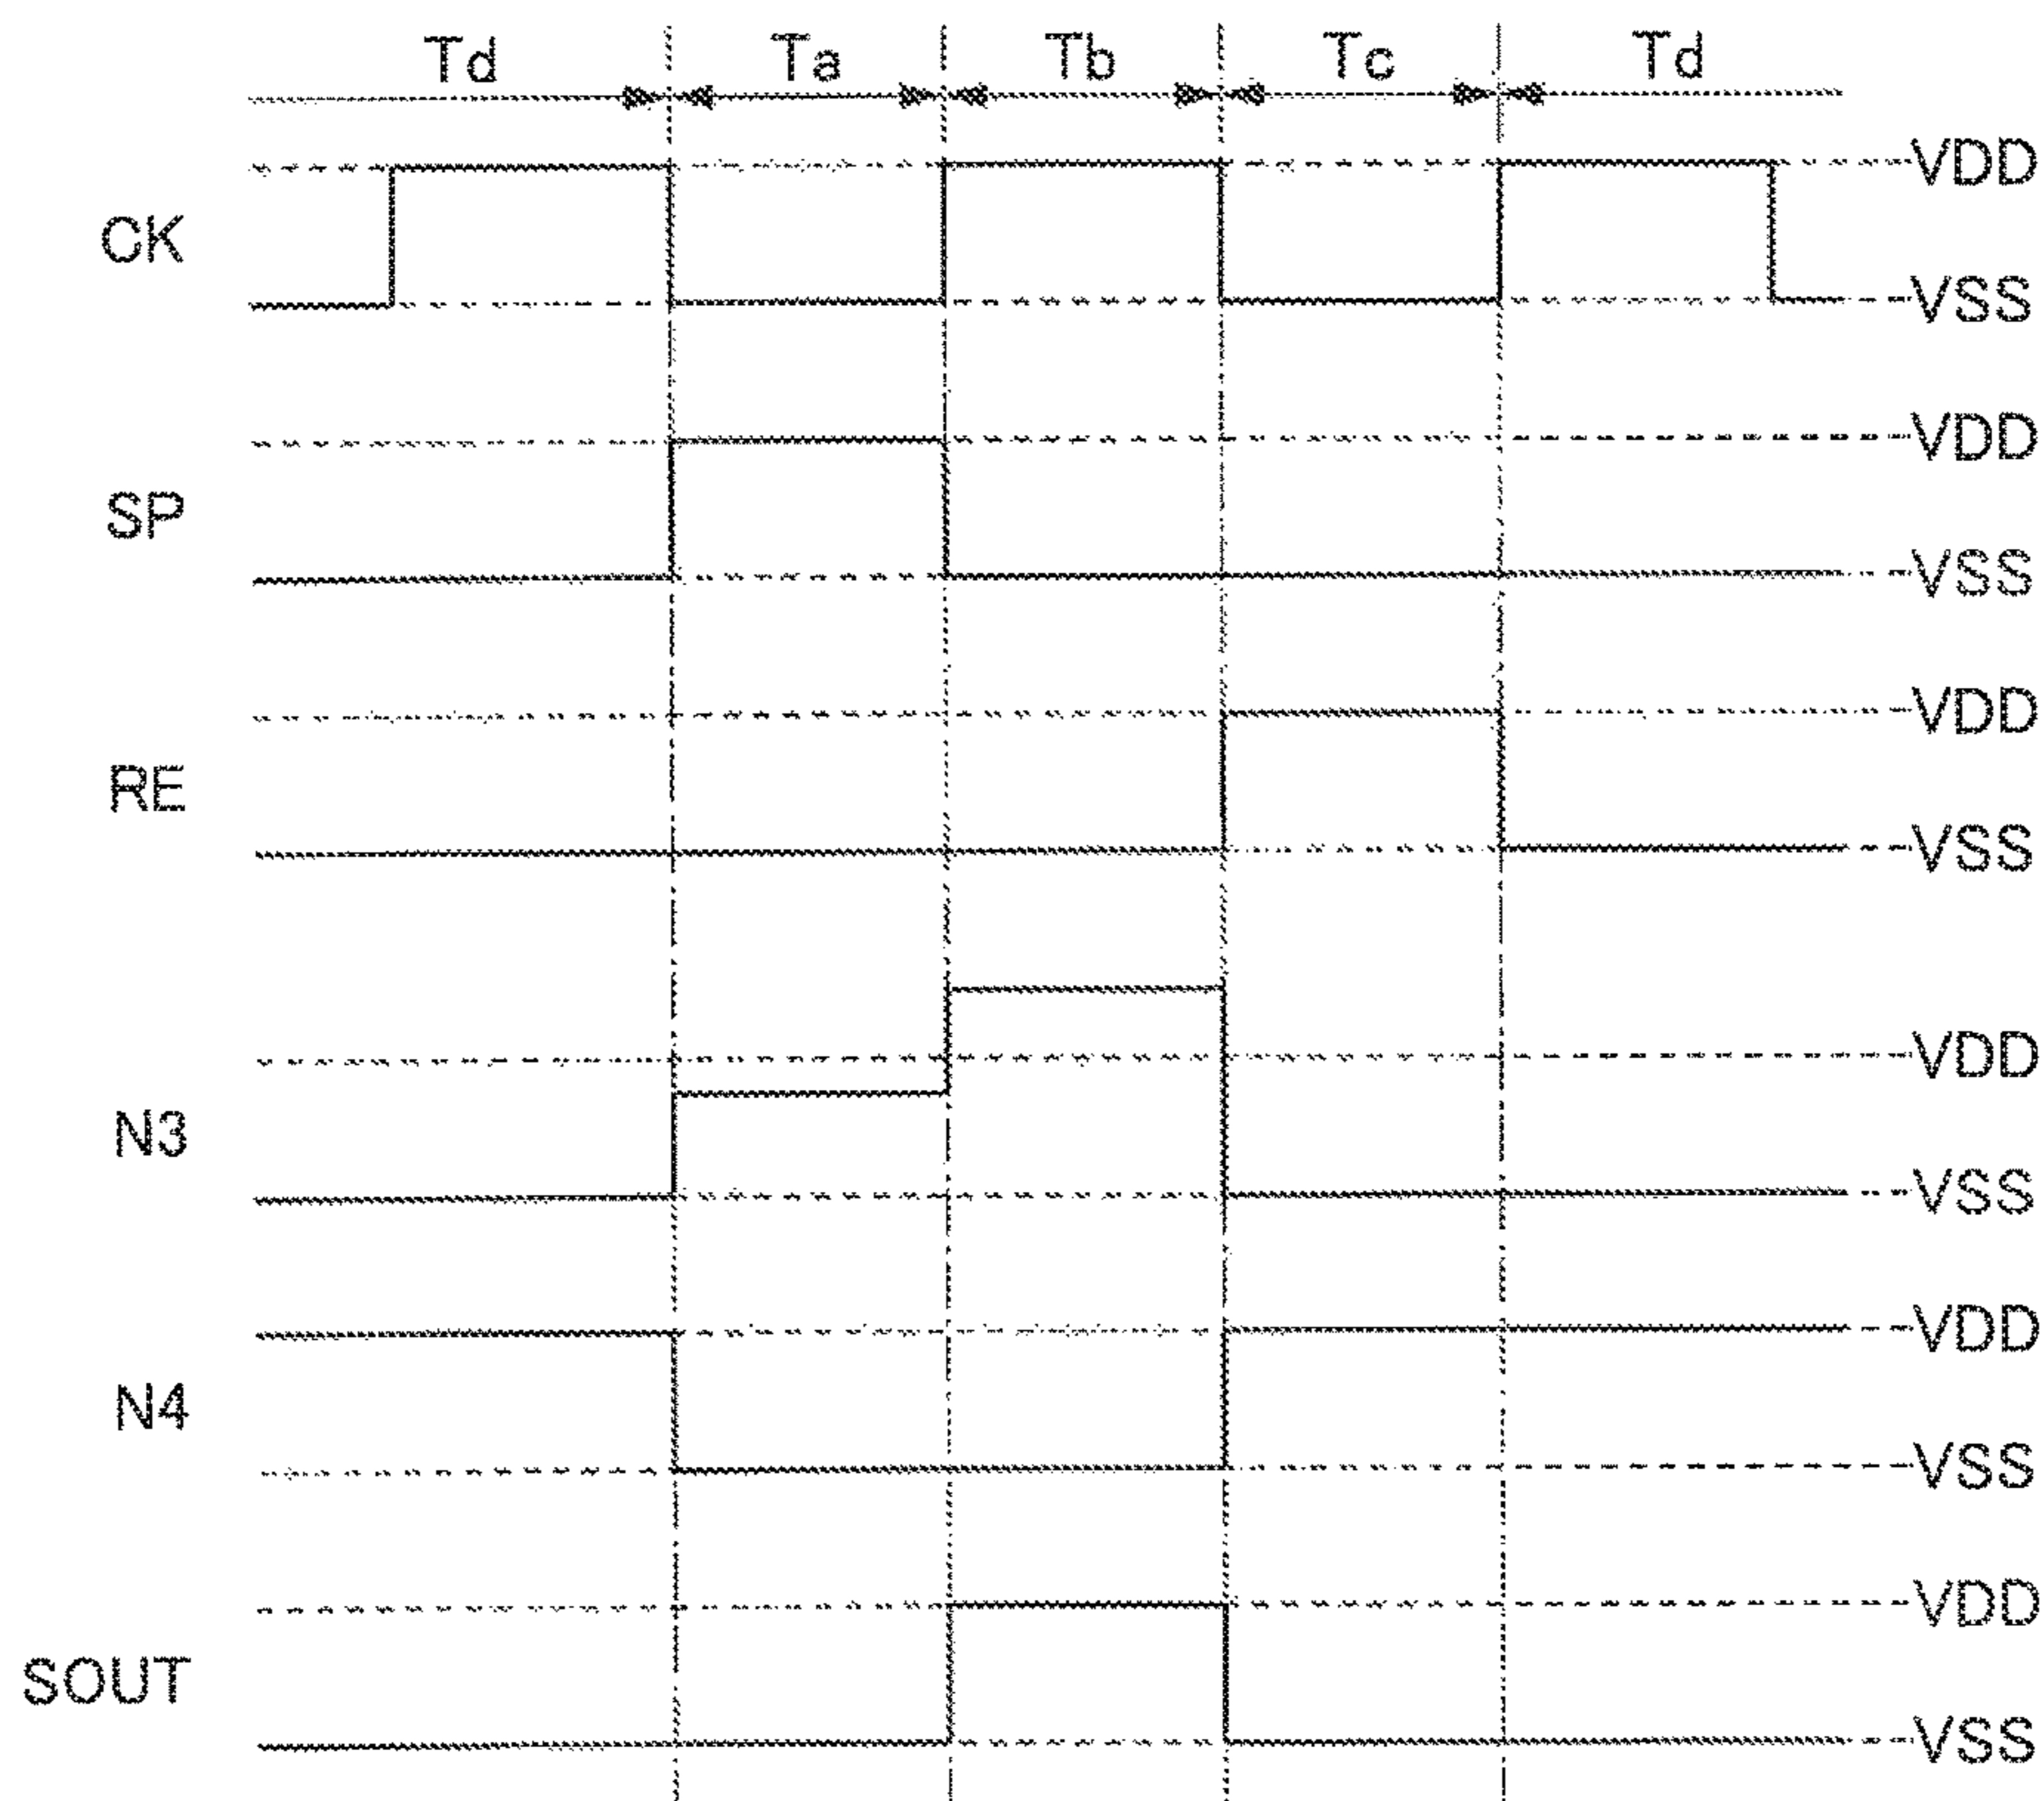 Td Ta Tb Tc Td
VDD
CK
VSS
VDD
SP
VSS
VDD
RE
VSS
VDD
N3
VSS
VDD
N4
VSS
VDD
SOUT
VSS